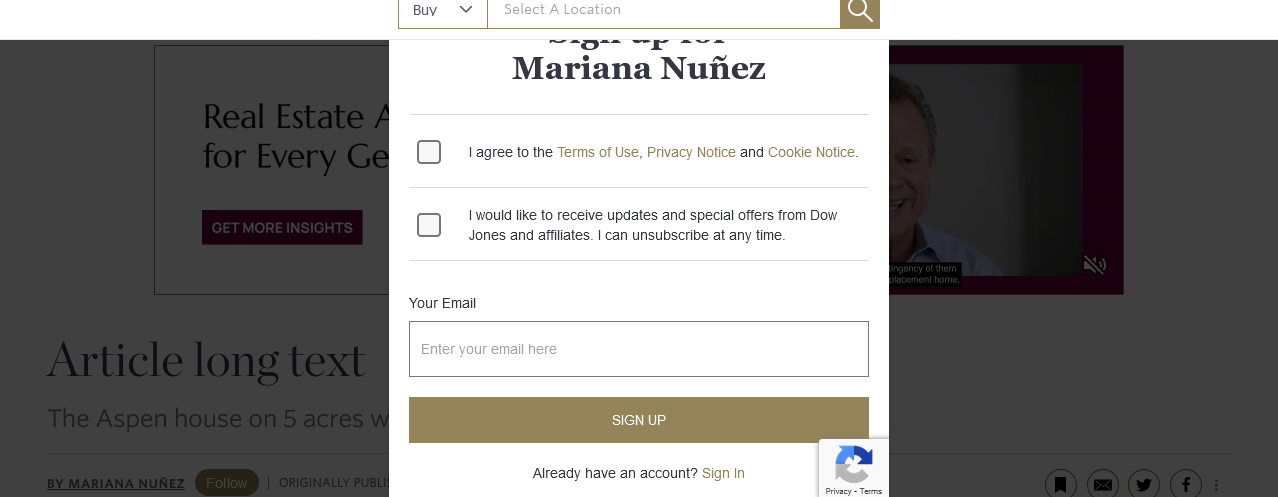 Buy Select A Location
Sign up for
Mariana Nuñez
Real Estate A
for Every Ge
GET MORE INSIGHTS
I agree to the Terms of Use, Privacy Notice and Cookie Notice.
I would like to receive updates and special offers from Dow
Jones and affiliates. I can unsubscribe at any time.
tingency of them
placement home.
Your Email
Enter your email here
SIGN UP
Already have an account? Sign In
Privacy - Terms
Article long text
The Aspen house on 5 acres w
BY MARIANA NUÑEZ Follow | ORIGINALLY PUBLIS